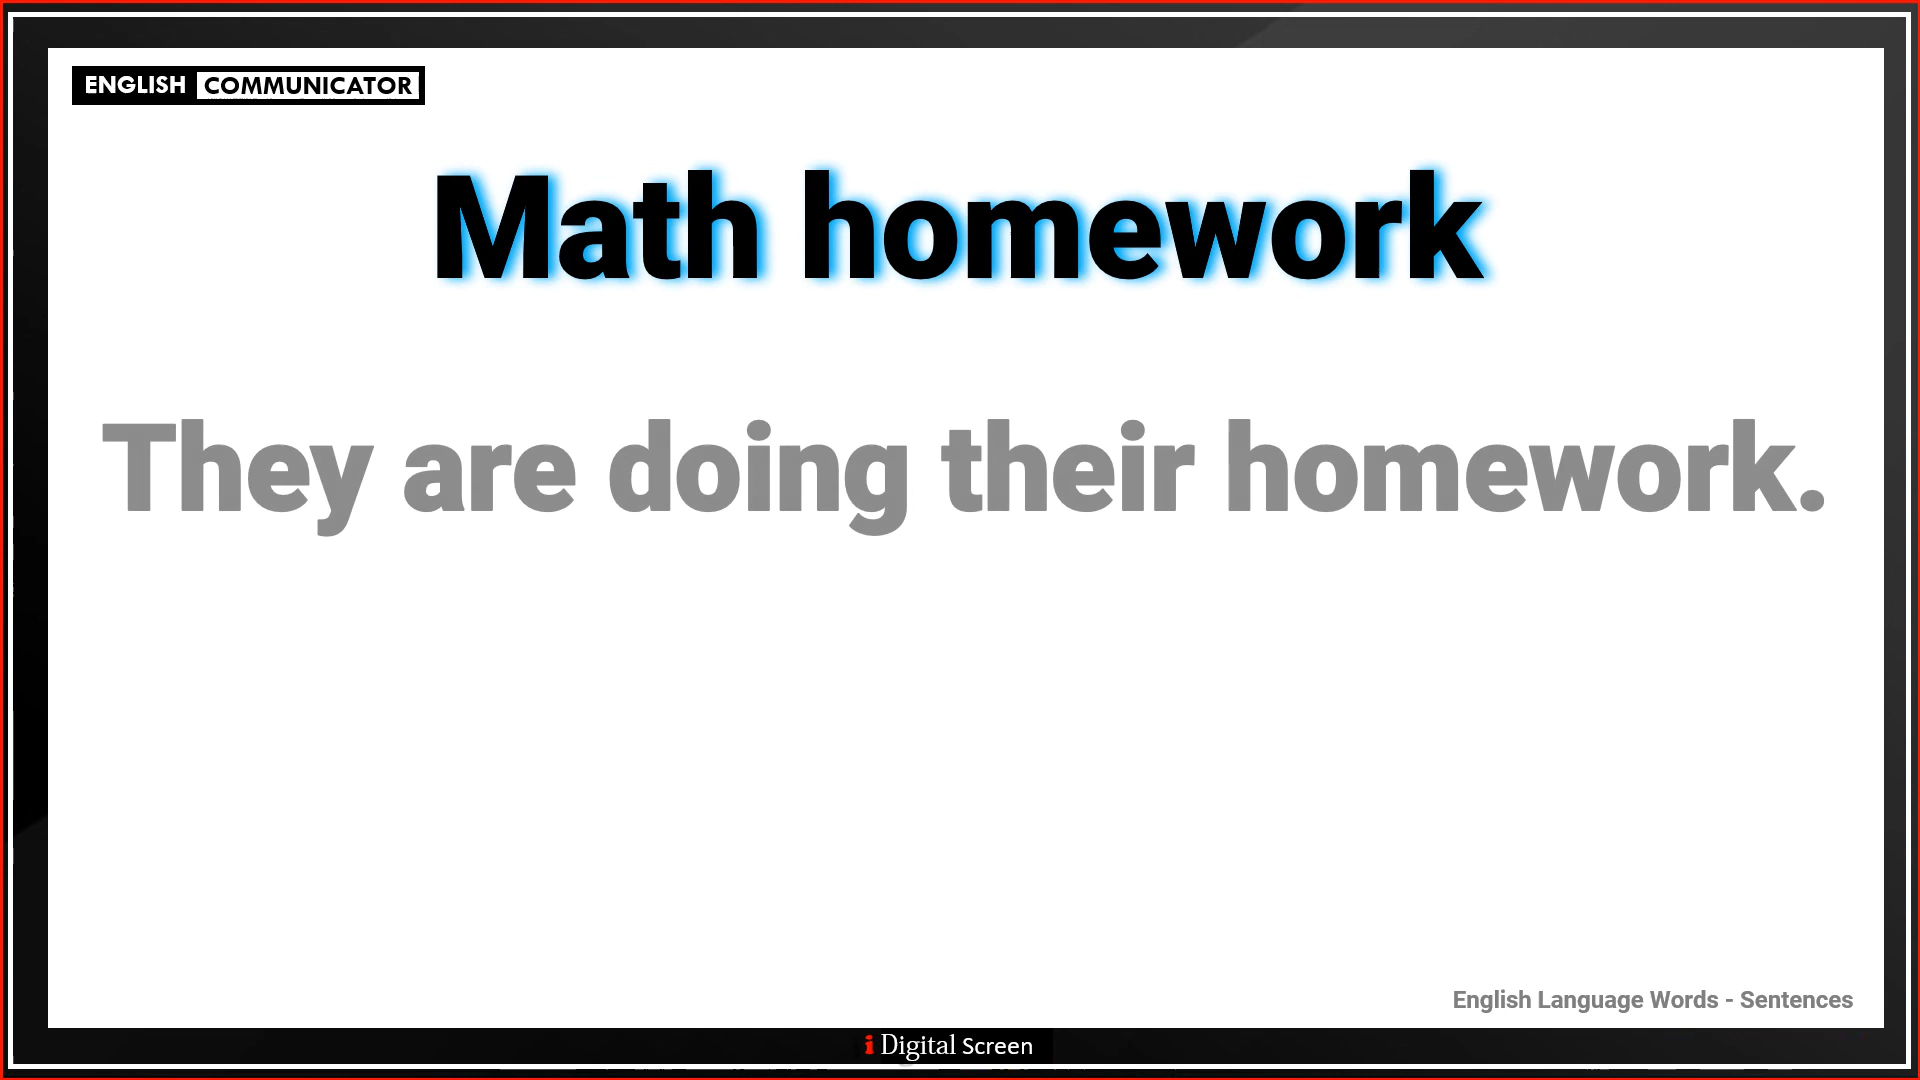 ENGLISH COMMUNICATOR
Math homework
They are doing their homework.
English Language Words - Sentences
i Digital Screen